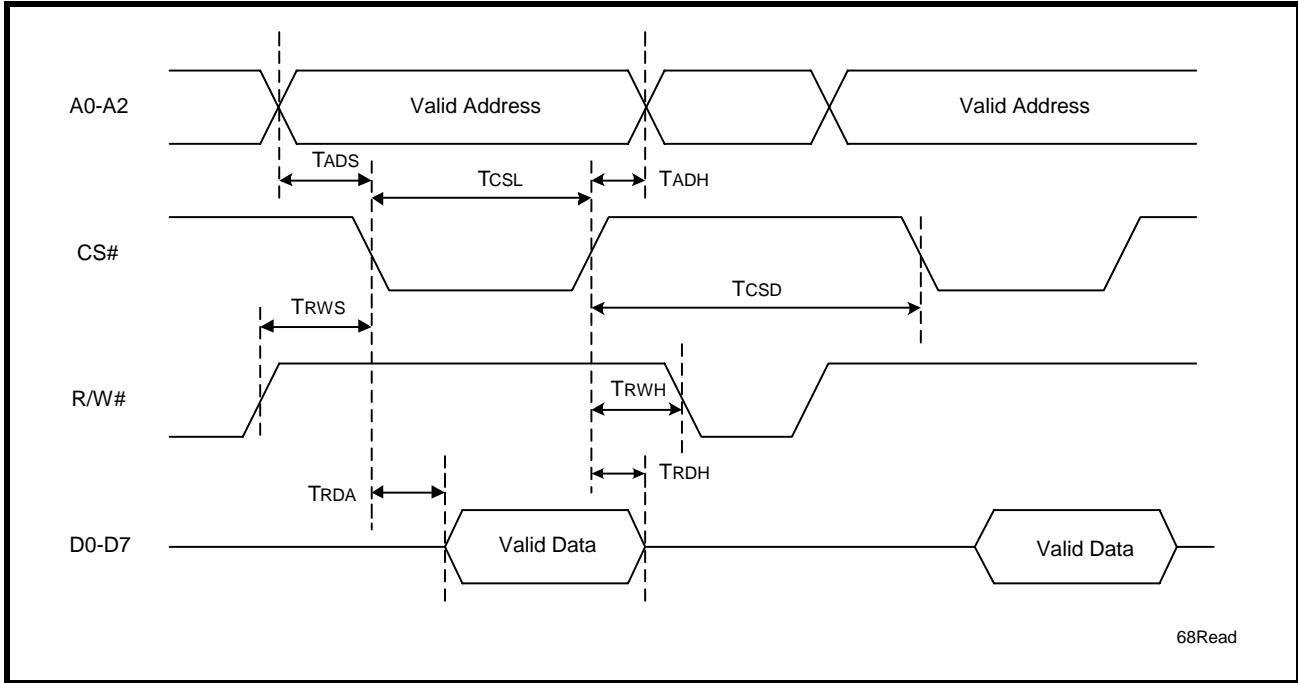 A0-A2
Valid Address
Valid Address
TADS
TCSL
TADH
CS#
TCSD
TRWS
R/W#
TRWH
TRDA
TRDH
D0-D7
Valid Data
Valid Data
68Read